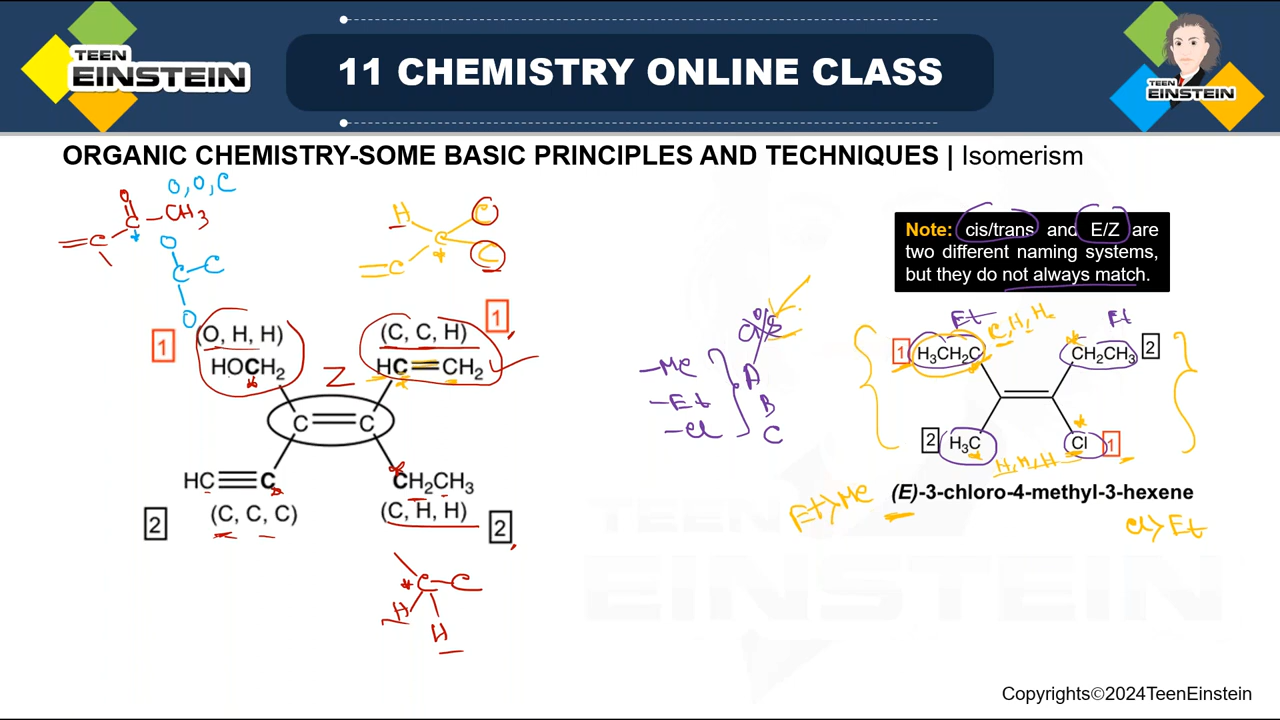 TEEN
EINSTEIN
11 CHEMISTRY ONLINE CLASS
TEEN
EINSTEIN
ORGANIC CHEMISTRY-SOME BASIC PRINCIPLES AND TECHNIQUES | Isomerism
O, O, C
O
C
CH3
C
O
C
C
O
H
C
C
C
C
Note: cis/trans and E/Z are
two different naming systems,
but they do not always match.
1
(O, H, H)
HOCH2
(C, C, H)
1
HC
CH2
Z
C
C
HC
C
CH2CH3
2
(C, C, C)
(C, H, H)
2
C
C
H
H
-Me
-Et
-Cl
A
B
C
Et
C, H, H
Et
1
H3CH2C
CH2CH3
2
2
H3C
Cl
1
H, H, H
Et > Me
(E)-3-chloro-4-methyl-3-hexene
Cl > Et
TEEN
EINSTEIN
Copyrights©2024TeenEinstein